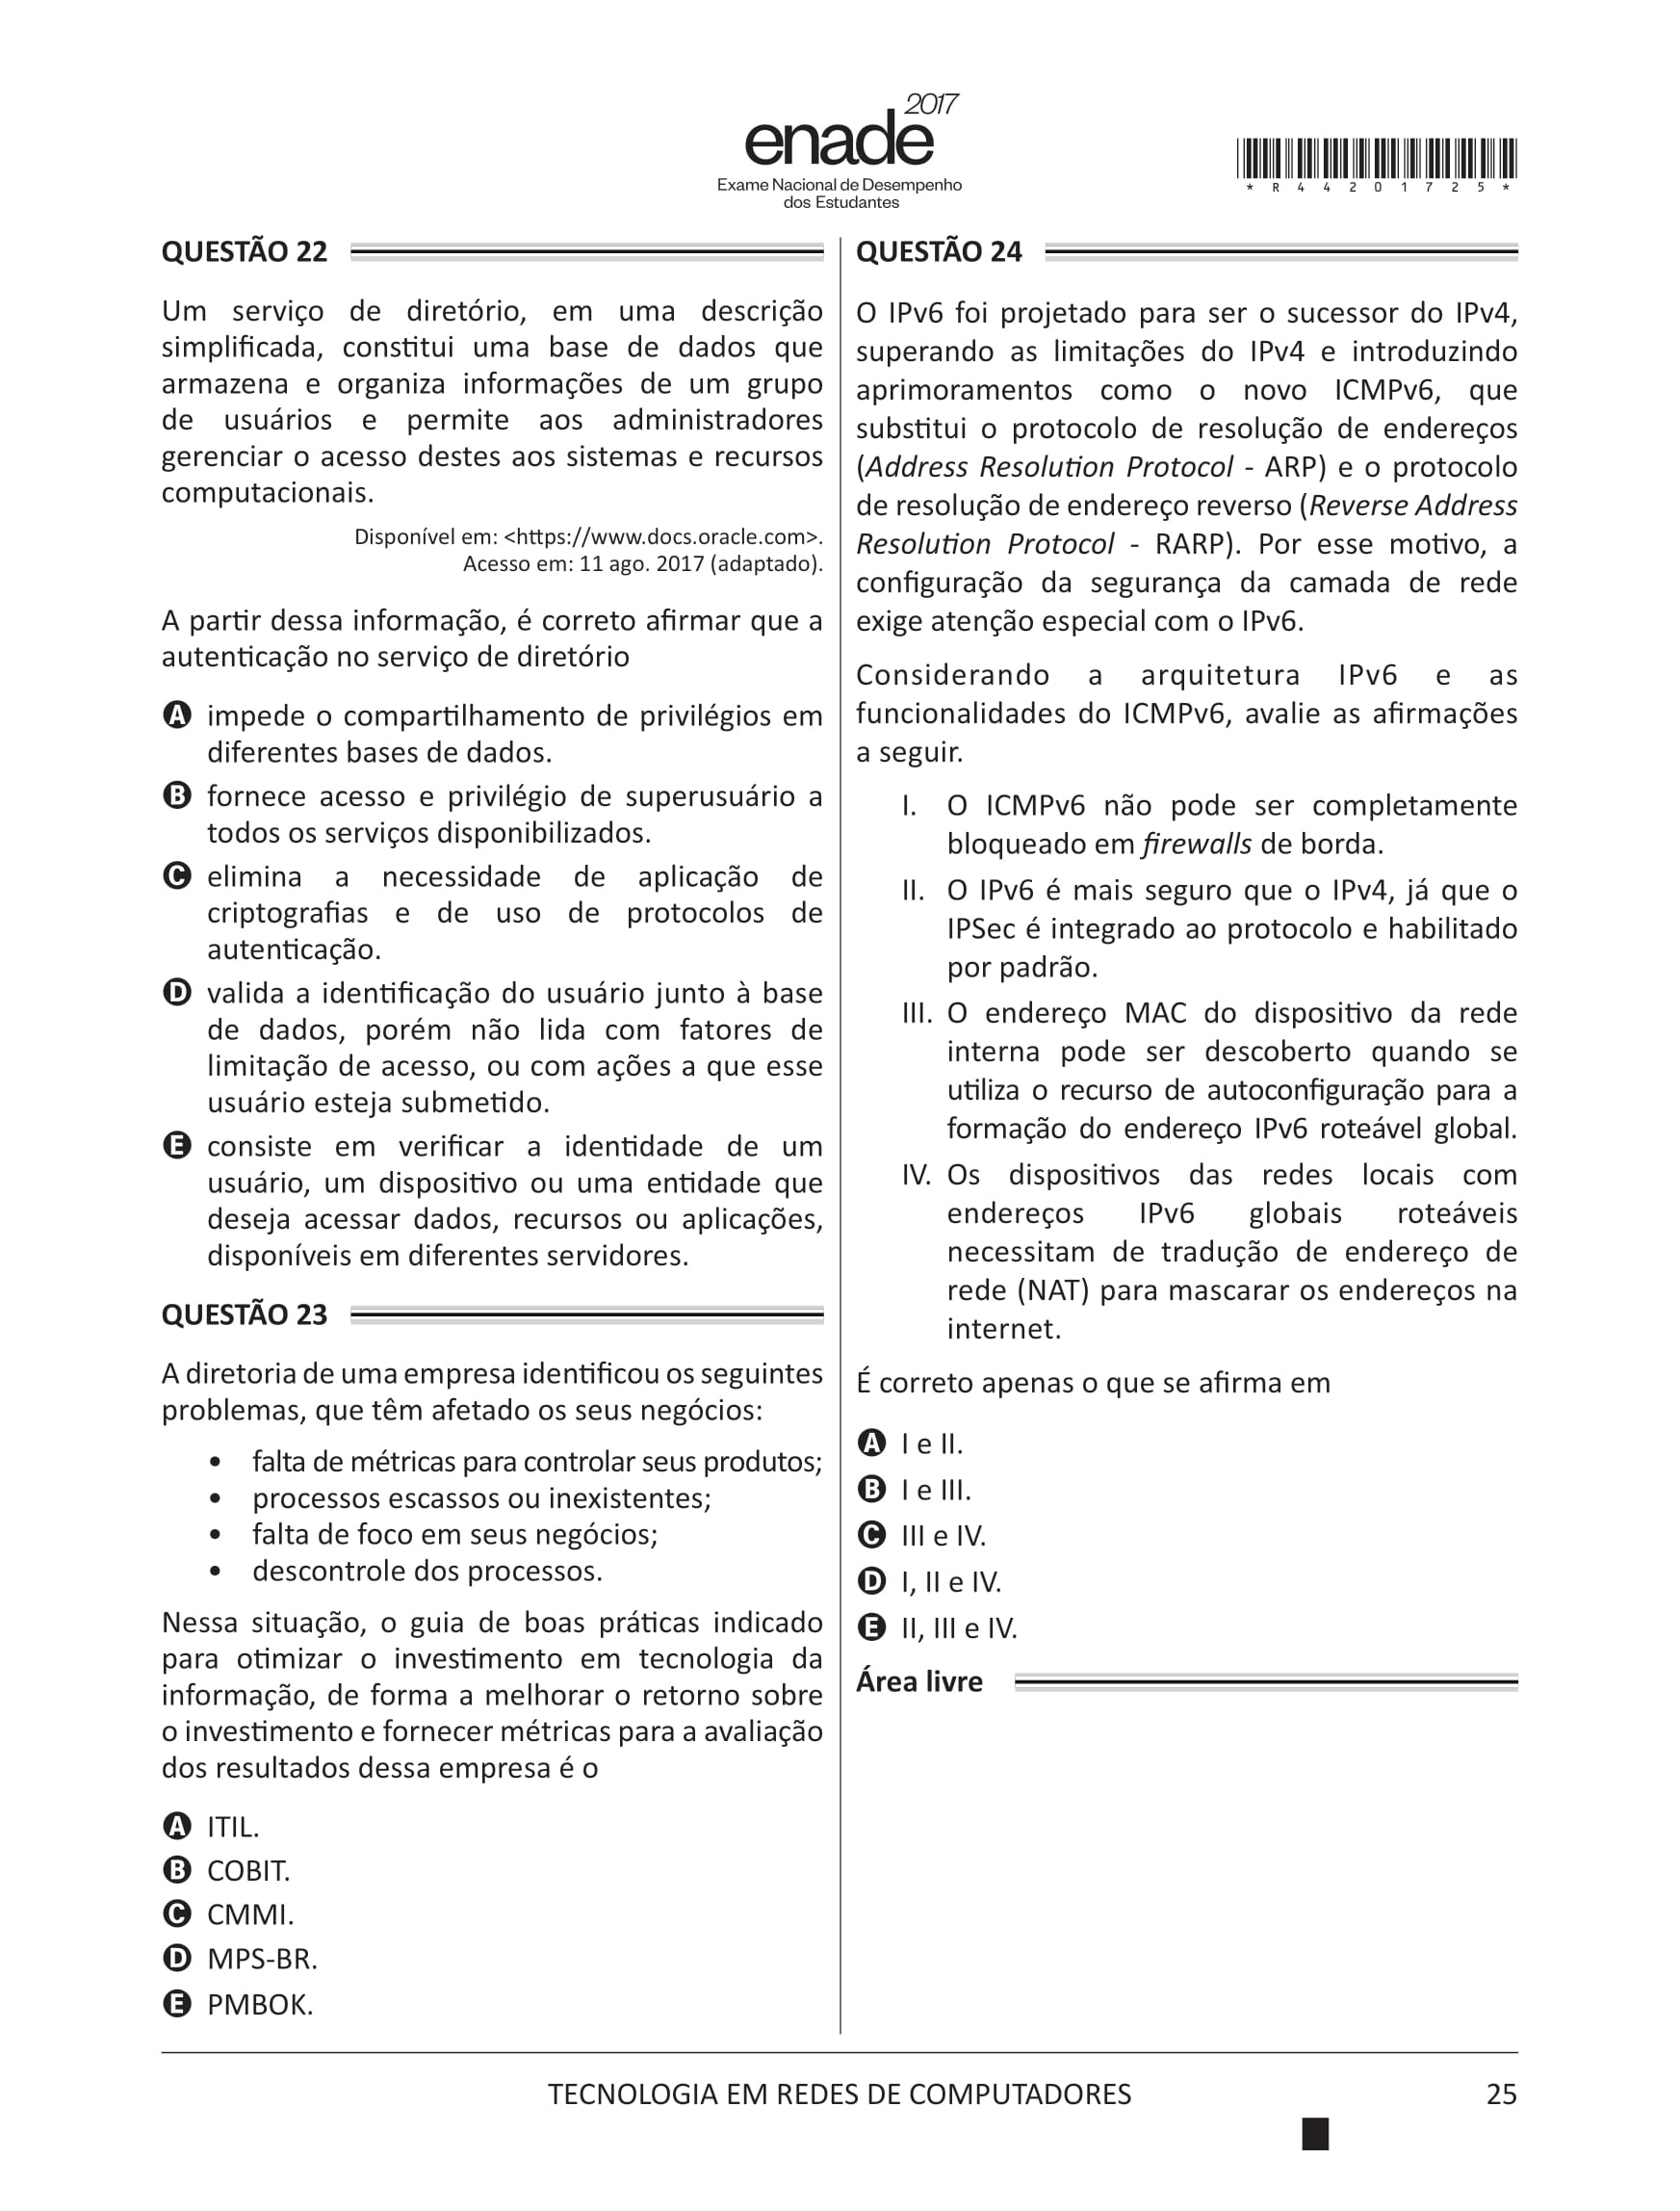 enade 2017
Exame Nacional de Desempenho
dos Estudantes
* R 4 4 2 0 1 7 2 5 *
QUESTÃO 22
Um serviço de diretório, em uma descrição
simplificada, constitui uma base de dados que
armazena e organiza informações de um grupo
de usuários e permite aos administradores
gerenciar o acesso destes aos sistemas e recursos
computacionais.
Disponível em: <https://www.docs.oracle.com>.
Acesso em: 11 ago. 2017 (adaptado).
A partir dessa informação, é correto afirmar que a
autenticação no serviço de diretório
A impede o compartilhamento de privilégios em
diferentes bases de dados.
B fornece acesso e privilégio de superusuário a
todos os serviços disponibilizados.
C elimina a necessidade de aplicação de
criptografias e de uso de protocolos de
autenticação.
D valida a identificação do usuário junto à base
de dados, porém não lida com fatores de
limitação de acesso, ou com ações a que esse
usuário esteja submetido.
E consiste em verificar a identidade de um
usuário, um dispositivo ou uma entidade que
deseja acessar dados, recursos ou aplicações,
disponíveis em diferentes servidores.
QUESTÃO 23
A diretoria de uma empresa identificou os seguintes
problemas, que têm afetado os seus negócios:
• falta de métricas para controlar seus produtos;
• processos escassos ou inexistentes;
• falta de foco em seus negócios;
• descontrole dos processos.
Nessa situação, o guia de boas práticas indicado
para otimizar o investimento em tecnologia da
informação, de forma a melhorar o retorno sobre
o investimento e fornecer métricas para a avaliação
dos resultados dessa empresa é o
A ITIL.
B COBIT.
C CMMI.
D MPS-BR.
E PMBOK.
QUESTÃO 24
O IPv6 foi projetado para ser o sucessor do IPv4,
superando as limitações do IPv4 e introduzindo
aprimoramentos como o novo ICMPv6, que
substitui o protocolo de resolução de endereços
(Address Resolution Protocol - ARP) e o protocolo
de resolução de endereço reverso (Reverse Address
Resolution Protocol - RARP). Por esse motivo, a
configuração da segurança da camada de rede
exige atenção especial com o IPv6.
Considerando a arquitetura IPv6 e as
funcionalidades do ICMPv6, avalie as afirmações
a seguir.
I. O ICMPv6 não pode ser completamente
bloqueado em firewalls de borda.
II. O IPv6 é mais seguro que o IPv4, já que o
IPSec é integrado ao protocolo e habilitado
por padrão.
III. O endereço MAC do dispositivo da rede
interna pode ser descoberto quando se
utiliza o recurso de autoconfiguração para a
formação do endereço IPv6 roteável global.
IV. Os dispositivos das redes locais com
endereços IPv6 globais roteáveis
necessitam de tradução de endereço de
rede (NAT) para mascarar os endereços na
internet.
É correto apenas o que se afirma em
A I e II.
B I e III.
C III e IV.
D I, II e IV.
E II, III e IV.
Área livre
TECNOLOGIA EM REDES DE COMPUTADORES
25